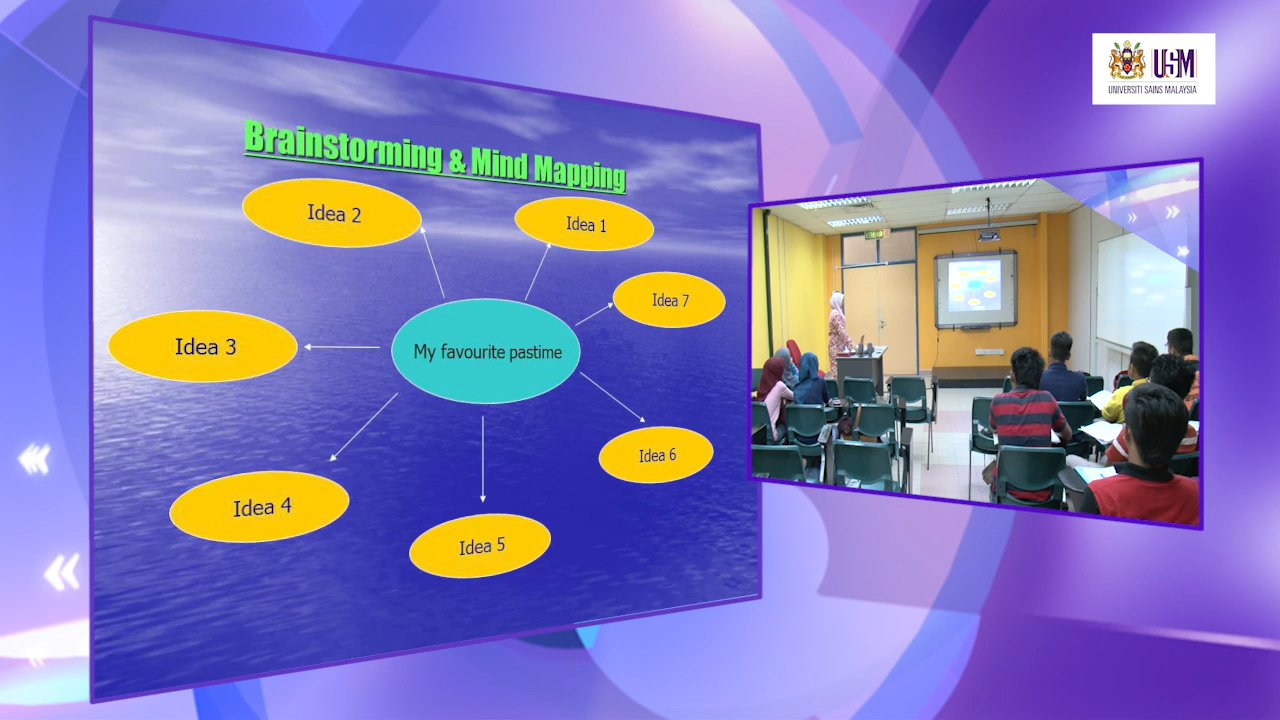 Brainstorming & Mind Mapping
Idea 2
Idea 1
Idea 7
Idea 3
My favourite pastime
Idea 6
Idea 4
Idea 5
USM
UNIVERSITI SAINS MALAYSIA